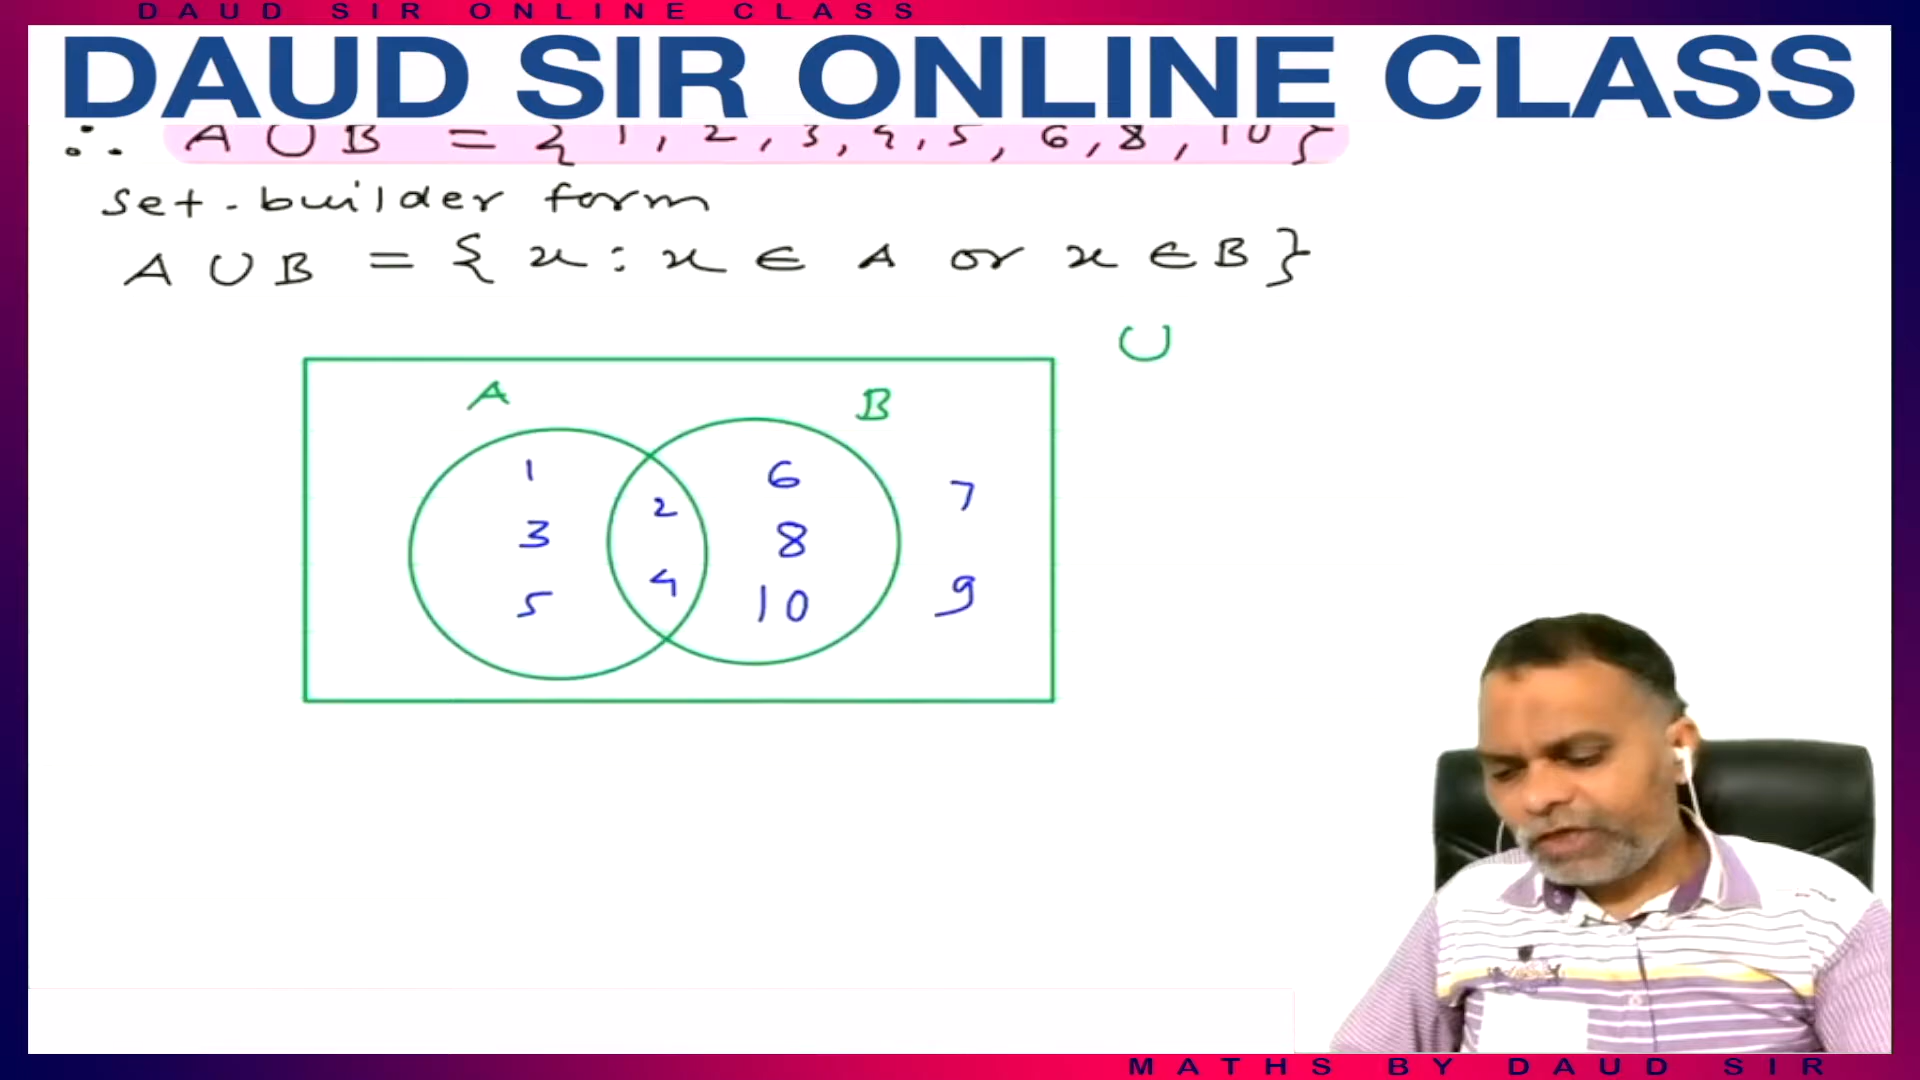 DAUD SIR ONLINE CLASS
DAUD SIR ONLINE CLASS
∴ A ∪ B = {1, 2, 3, 4, 5, 6, 8, 10}
set-builder form
A ∪ B = {x : x ∈ A or x ∈ B}
U
A B
1 6
2 7
3 8
4 9
5 10
MATHS BY DAUD SIR